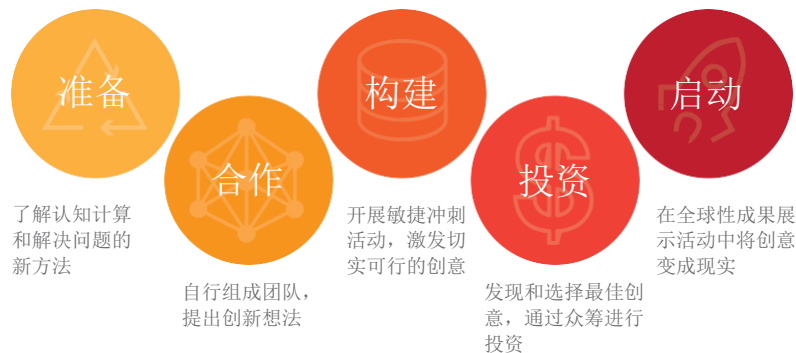 准备
了解认知计算
和解决问题的
新方法
合作
自行组成团队，
提出创新想法
构建
开展敏捷冲刺
活动，激发切
实可行的创意
投资
发现和选择最佳创
意，通过众筹进行
投资
启动
在全球性成果展
示活动中将创意
变成现实